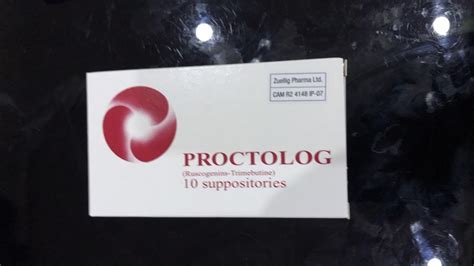 Zuellig Pharma Ltd.
CAM R2 4148 IP-07
PROCTOLOG
(Ruscogenins-Trimebutine)
10 suppositories